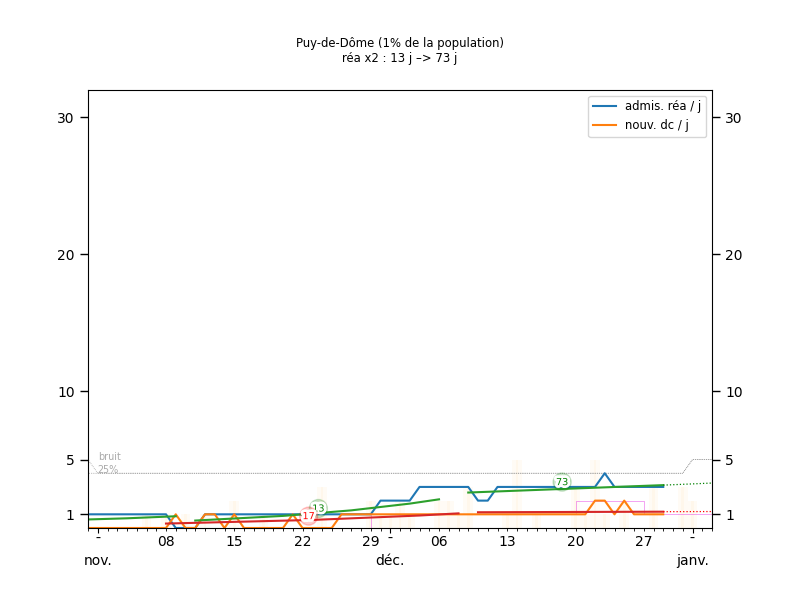 Puy-de-Dôme (1% de la population)
réa x2 : 13 j –> 73 j
admis. réa / j
nouv. dc / j
30
30
20
20
10
10
5
5
bruit
25%
73
13
17
1
1
- 08 15 22 29 - 06 13 20 27 -
nov. déc. janv.